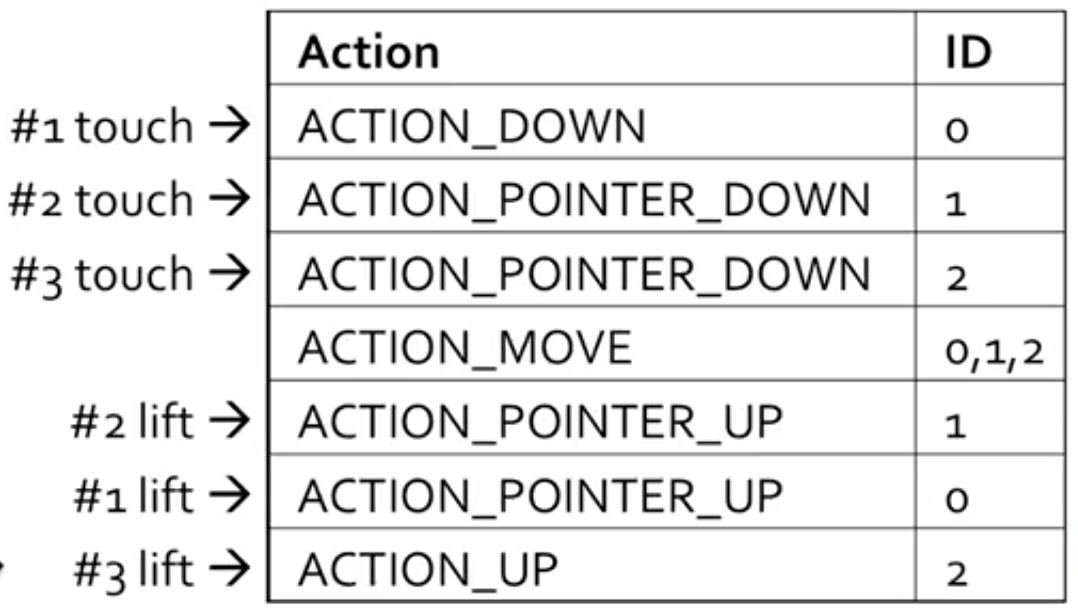 Action ID
#1 touch → ACTION_DOWN 0
#2 touch → ACTION_POINTER_DOWN 1
#3 touch → ACTION_POINTER_DOWN 2
ACTION_MOVE 0,1,2
#2 lift → ACTION_POINTER_UP 1
#1 lift → ACTION_POINTER_UP 0
#3 lift → ACTION_UP 2